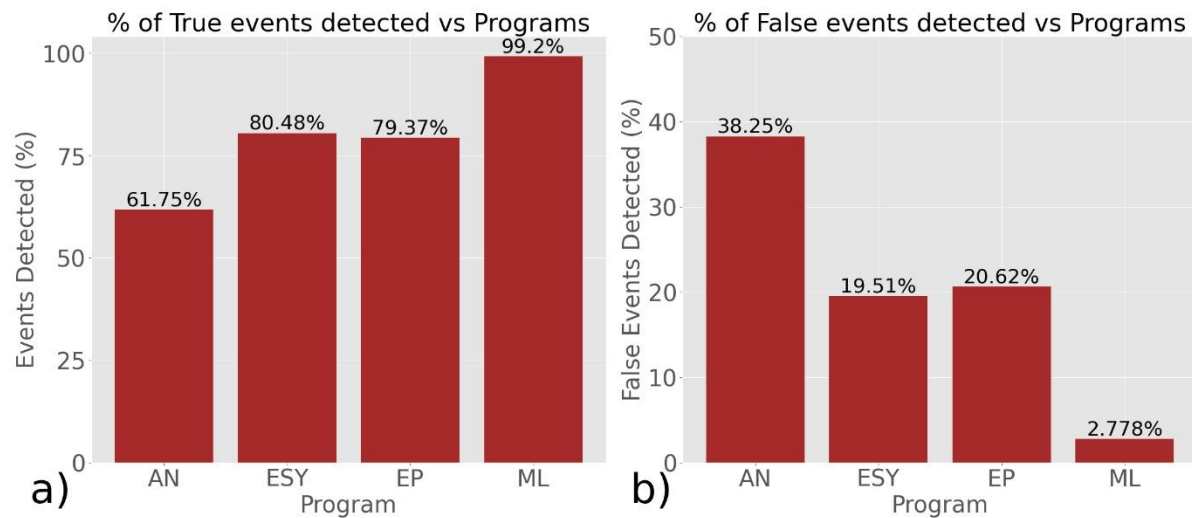 % of True events detected vs Programs
100
75
50
25
0
Events Detected (%)
61.75%
80.48%
79.37%
99.2%
AN ESY EP ML
Program
a)
% of False events detected vs Programs
50
40
30
20
10
0
False Events Detected (%)
38.25%
19.51%
20.62%
2.778%
AN ESY EP ML
Program
b)